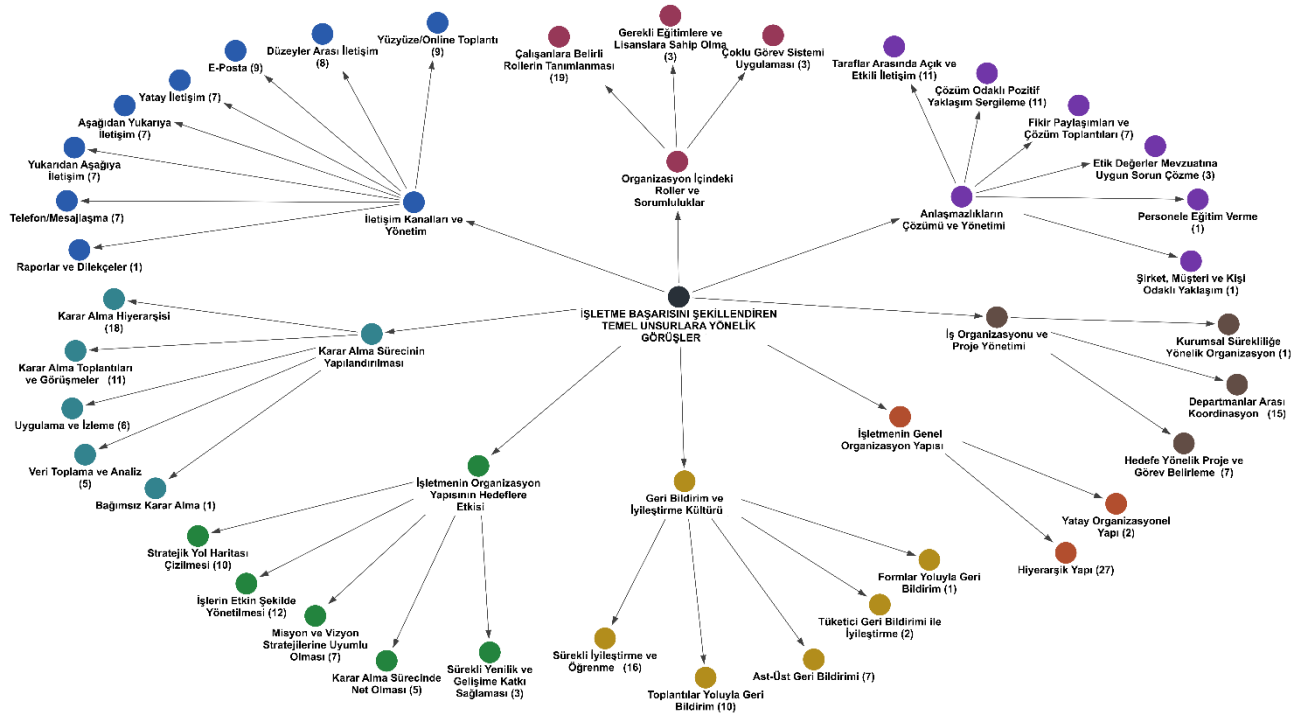 İŞLETME BAŞARISINI ŞEKİLLENDİREN
TEMEL UNSURLARA YÖNELİK
GÖRÜŞLER
İletişim Kanalları ve
Yönetim
Yüzyüze/Online Toplantı
(9)
Düzeyler Arası İletişim
(8)
E-Posta (9)
Yatay İletişim (7)
Aşağıdan Yukarıya
İletişim (7)
Yukarıdan Aşağıya
İletişim (7)
Telefon/Mesajlaşma (7)
Raporlar ve Dilekçeler (1)
Organizasyon İçindeki
Roller ve
Sorumluluklar
Çalışanlara Belirli
Rollerin Tanımlanması
(19)
Gerekli Eğitimlere ve
Lisanslara Sahip Olma
(3)
Çoklu Görev Sistemi
Uygulaması (3)
Anlaşmazlıkların
Çözümü ve Yönetimi
Taraflar Arasında Açık ve
Etkili İletişim (11)
Çözüm Odaklı Pozitif
Yaklaşım Sergileme (11)
Fikir Paylaşımları ve
Çözüm Toplantıları (7)
Etik Değerler Mevzuatına
Uygun Sorun Çözme (3)
Personele Eğitim Verme
(1)
Şirket, Müşteri ve Kişi
Odaklı Yaklaşım (1)
İş Organizasyonu ve
Proje Yönetimi
Kurumsal Sürekliliğe
Yönelik Organizasyon (1)
Departmanlar Arası
Koordinasyon (15)
Hedefe Yönelik Proje ve
Görev Belirleme (7)
İşletmenin Genel
Organizasyon Yapısı
Yatay Organizasyonel
Yapı (2)
Hiyerarşik Yapı (27)
Geri Bildirim ve
İyileştirme Kültürü
Formlar Yoluyla Geri
Bildirim (1)
Tüketici Geri Bildirimi ile
İyileştirme (2)
Ast-Üst Geri Bildirimi (7)
Toplantılar Yoluyla Geri
Bildirim (10)
Sürekli İyileştirme ve
Öğrenme (16)
İşletmenin Organizasyon
Yapısının Hedeflere
Etkisi
Stratejik Yol Haritası
Çizilmesi (10)
İşlerin Etkin Şekilde
Yönetilmesi (12)
Misyon ve Vizyon
Stratejilerine Uyumlu
Olması (7)
Karar Alma Sürecinde
Net Olması (5)
Sürekli Yenilik ve
Gelişime Katkı
Sağlaması (3)
Karar Alma Sürecinin
Yapılandırılması
Karar Alma Hiyerarşisi
(18)
Karar Alma Toplantıları
ve Görüşmeler (11)
Uygulama ve İzleme (6)
Veri Toplama ve Analiz
(5)
Bağımsız Karar Alma (1)